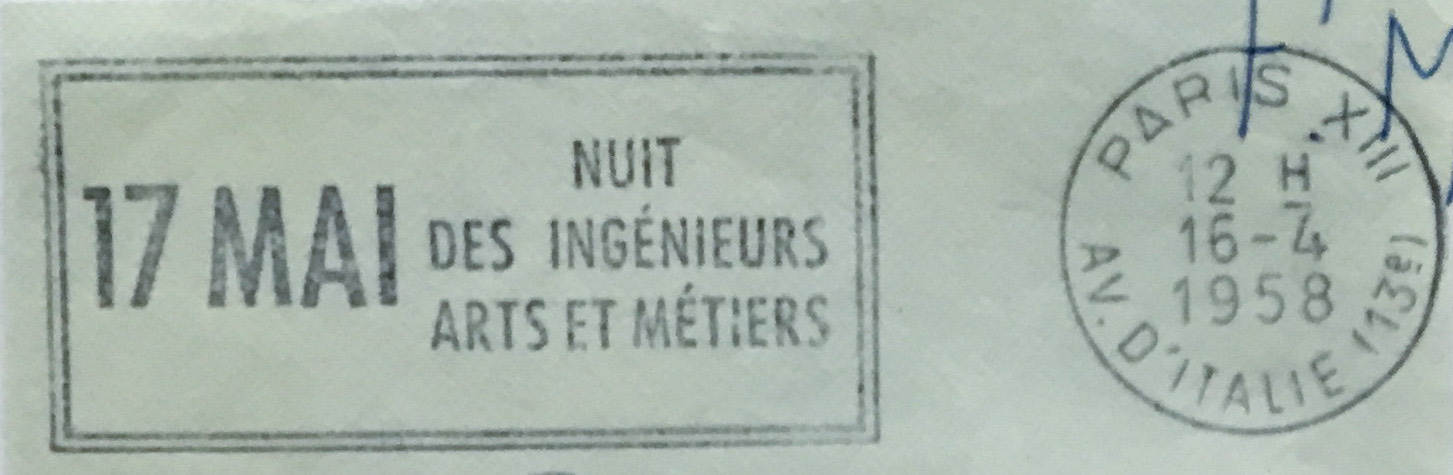 17 MAI
NUIT
DES INGÉNIEURS
ARTS ET MÉTIERS
PARIS .XIII
12 H
16-4
1958
AV. D'ITALIE (13e)